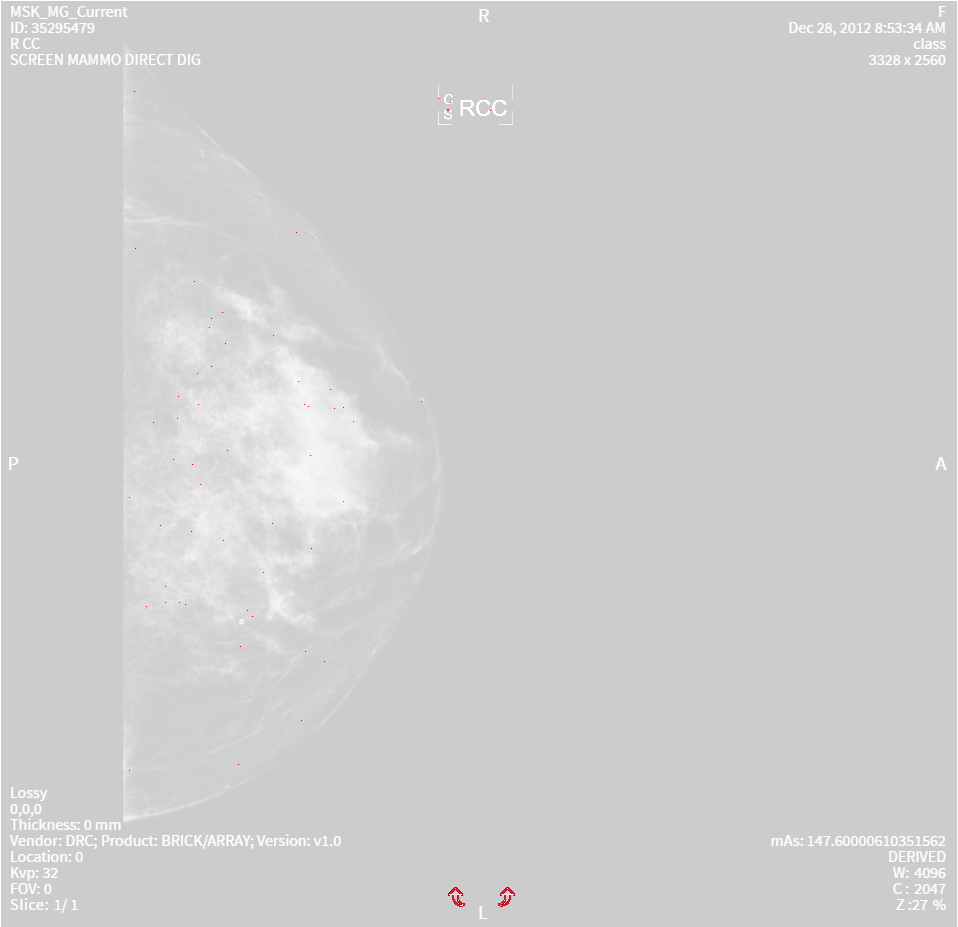 MSK_MG_Current
ID: 35295479
R CC
SCREEN MAMMO DIRECT DIG
R
F
Dec 28, 2012 8:53:34 AM
class
3328 x 2560
C
S
RCC
P
A
Lossy
0,0,0
Thickness: 0 mm
Vendor: DRC; Product: BRICK/ARRAY; Version: v1.0
Location: 0
Kvp: 32
FOV: 0
Slice: 1/ 1
L
mAs: 147.60000610351562
DERIVED
W: 4096
C : 2047
Z :27 %